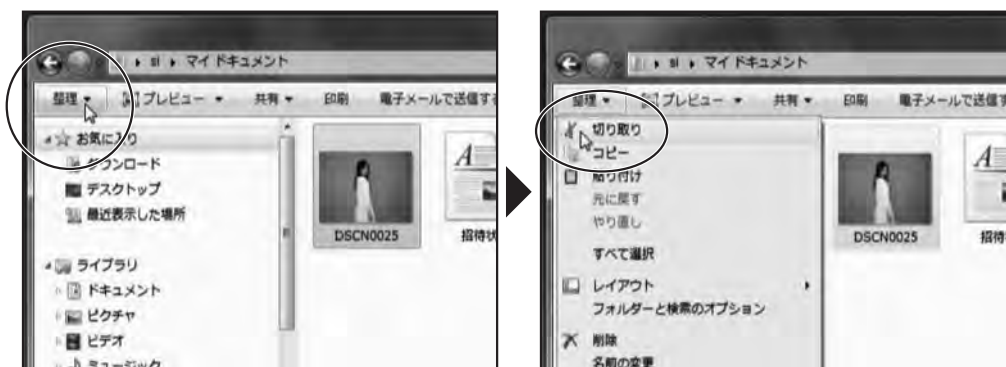 マイ ドキュメント
整理 ▼ プレビュー ▼ 共有 ▼ 印刷 電子メールで送信す
お気に入り
ダウンロード
デスクトップ
最近表示した場所
ライブラリ
ドキュメント
ピクチャ
ビデオ
ミュージック
DSCN0025
招待状
マイ ドキュメント
整理 ▼ プレビュー ▼ 共有 ▼ 印刷 電子メールで送信す
切り取り
コピー
貼り付け
元に戻す
やり直し
すべて選択
レイアウト
フォルダーと検索のオプション
削除
名前の変更
DSCN0025
招待